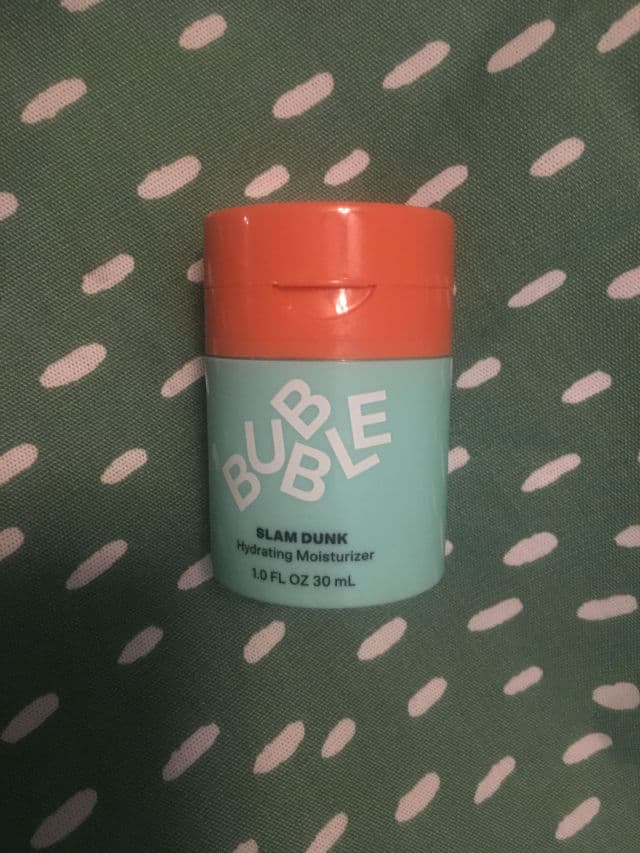 BUBBLE
SLAM DUNK
Hydrating Moisturizer
1.0 FL OZ 30 mL